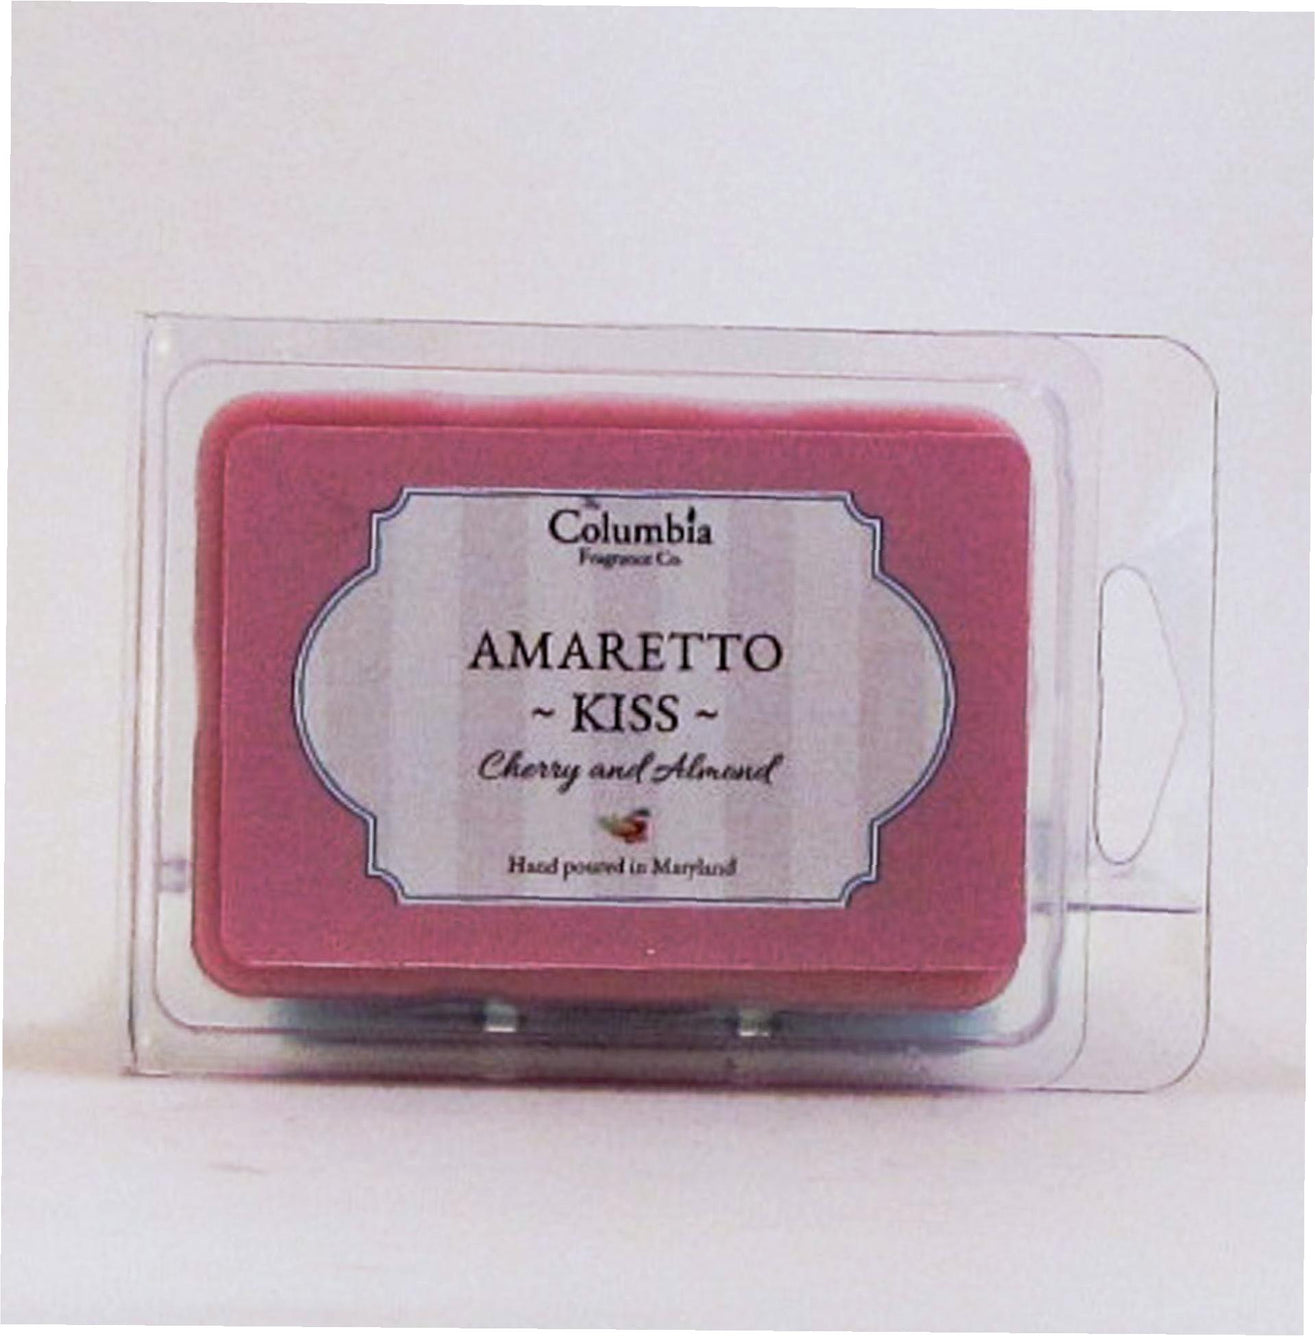 Columbia
Fragrance Co.
AMARETTO
~ KISS ~
Cherry and Almond
Hand poured in Maryland